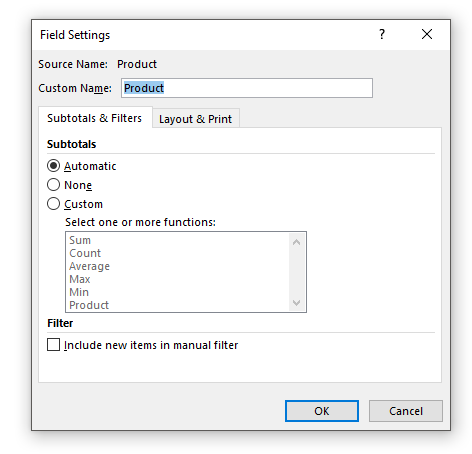 Field Settings ?
Source Name: Product
Custom Name: Product
Subtotals & Filters Layout & Print
Subtotals
Automatic
None
Custom
Select one or more functions:
Sum
Count
Average
Max
Min
Product
Filter
Include new items in manual filter
OK Cancel